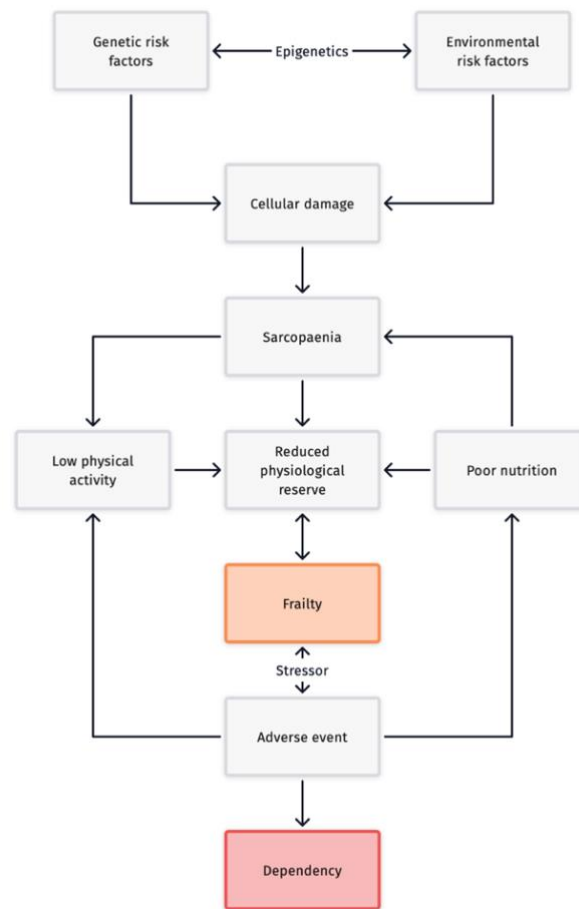 Genetic risk
factors
Epigenetics
Environmental
risk factors
Cellular damage
Sarcopaenia
Low physical
activity
Reduced
physiological
reserve
Poor nutrition
Frailty
Stressor
Adverse event
Dependency